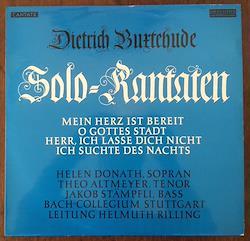 CANTATE
Dietrich Buxtehude
Solo-Kantaten
MEIN HERZ IST BEREIT
O GOTTES STADT
HERR, ICH LASSE DICH NICHT
ICH SUCHTE DES NACHTS
HELEN DONATH, SOPRAN
THEO ALTMEYER, TENOR
JAKOB STÄMPFLI, BASS
BACH-COLLEGIUM STUTTGART
LEITUNG HELMUTH RILLING